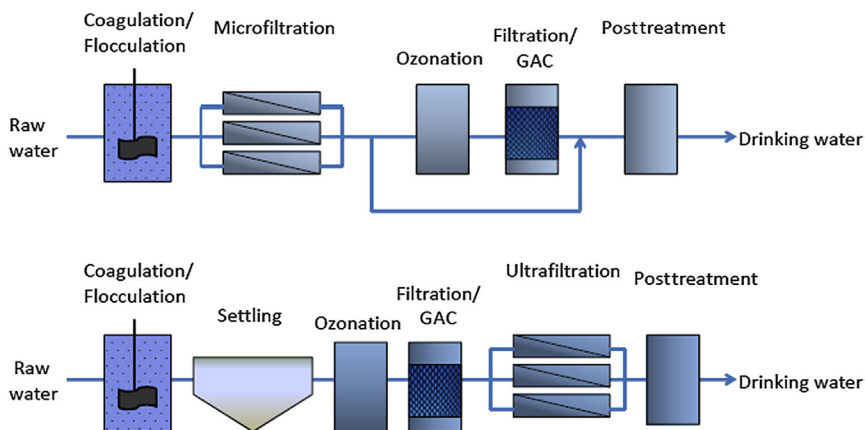 Coagulation/
Flocculation
Microfiltration
Ozonation
Filtration/
GAC
Posttreatment
Raw
water
Drinking water
Coagulation/
Flocculation
Settling
Ozonation
Filtration/
GAC
Ultrafiltration
Posttreatment
Raw
water
Drinking water